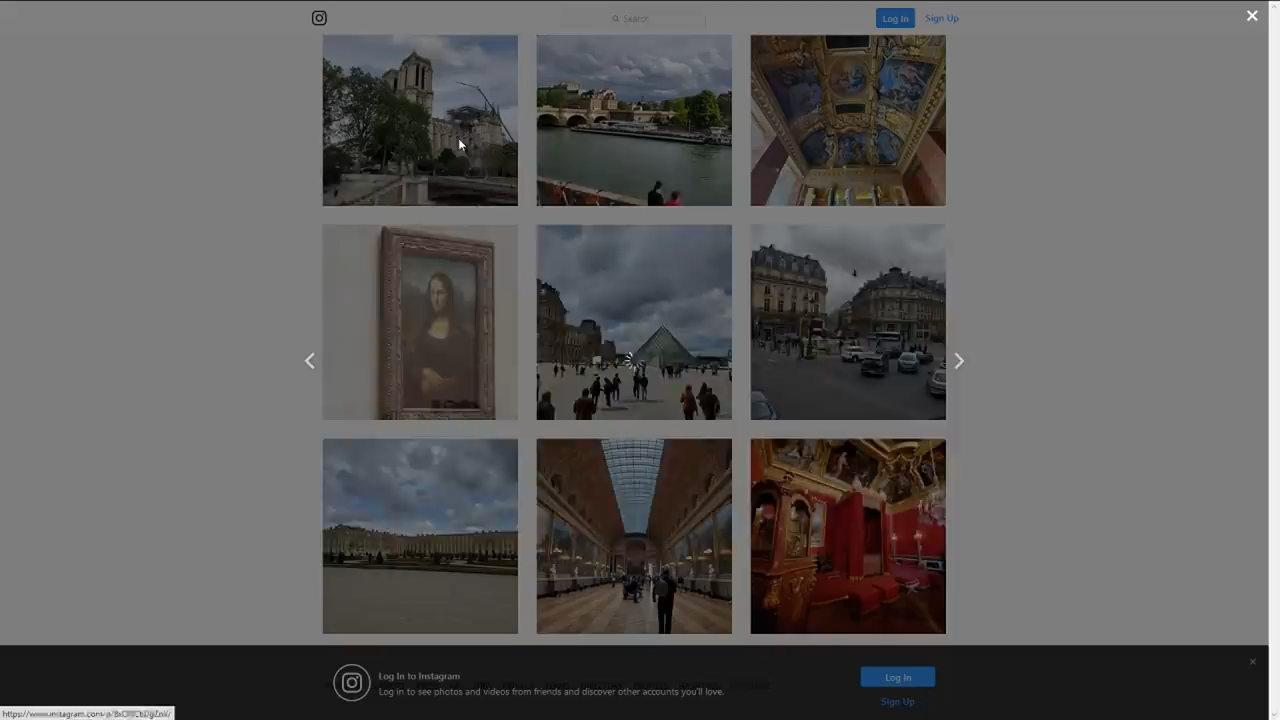 Search
Log In
Sign Up
Log In to Instagram
Log in to see photos and videos from friends and discover other accounts you'll love.
Log In
Sign Up